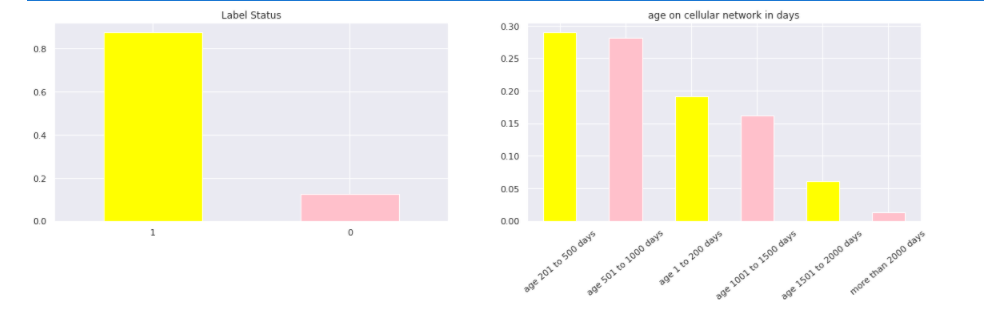 Label Status
0.8
0.6
0.4
0.2
0.0
1
0
age on cellular network in days
0.30
0.25
0.20
0.15
0.10
0.05
0.00
age 201 to 500 days
age 501 to 1000 days
age 1 to 200 days
age 1001 to 1500 days
age 1501 to 2000 days
more than 2000 days